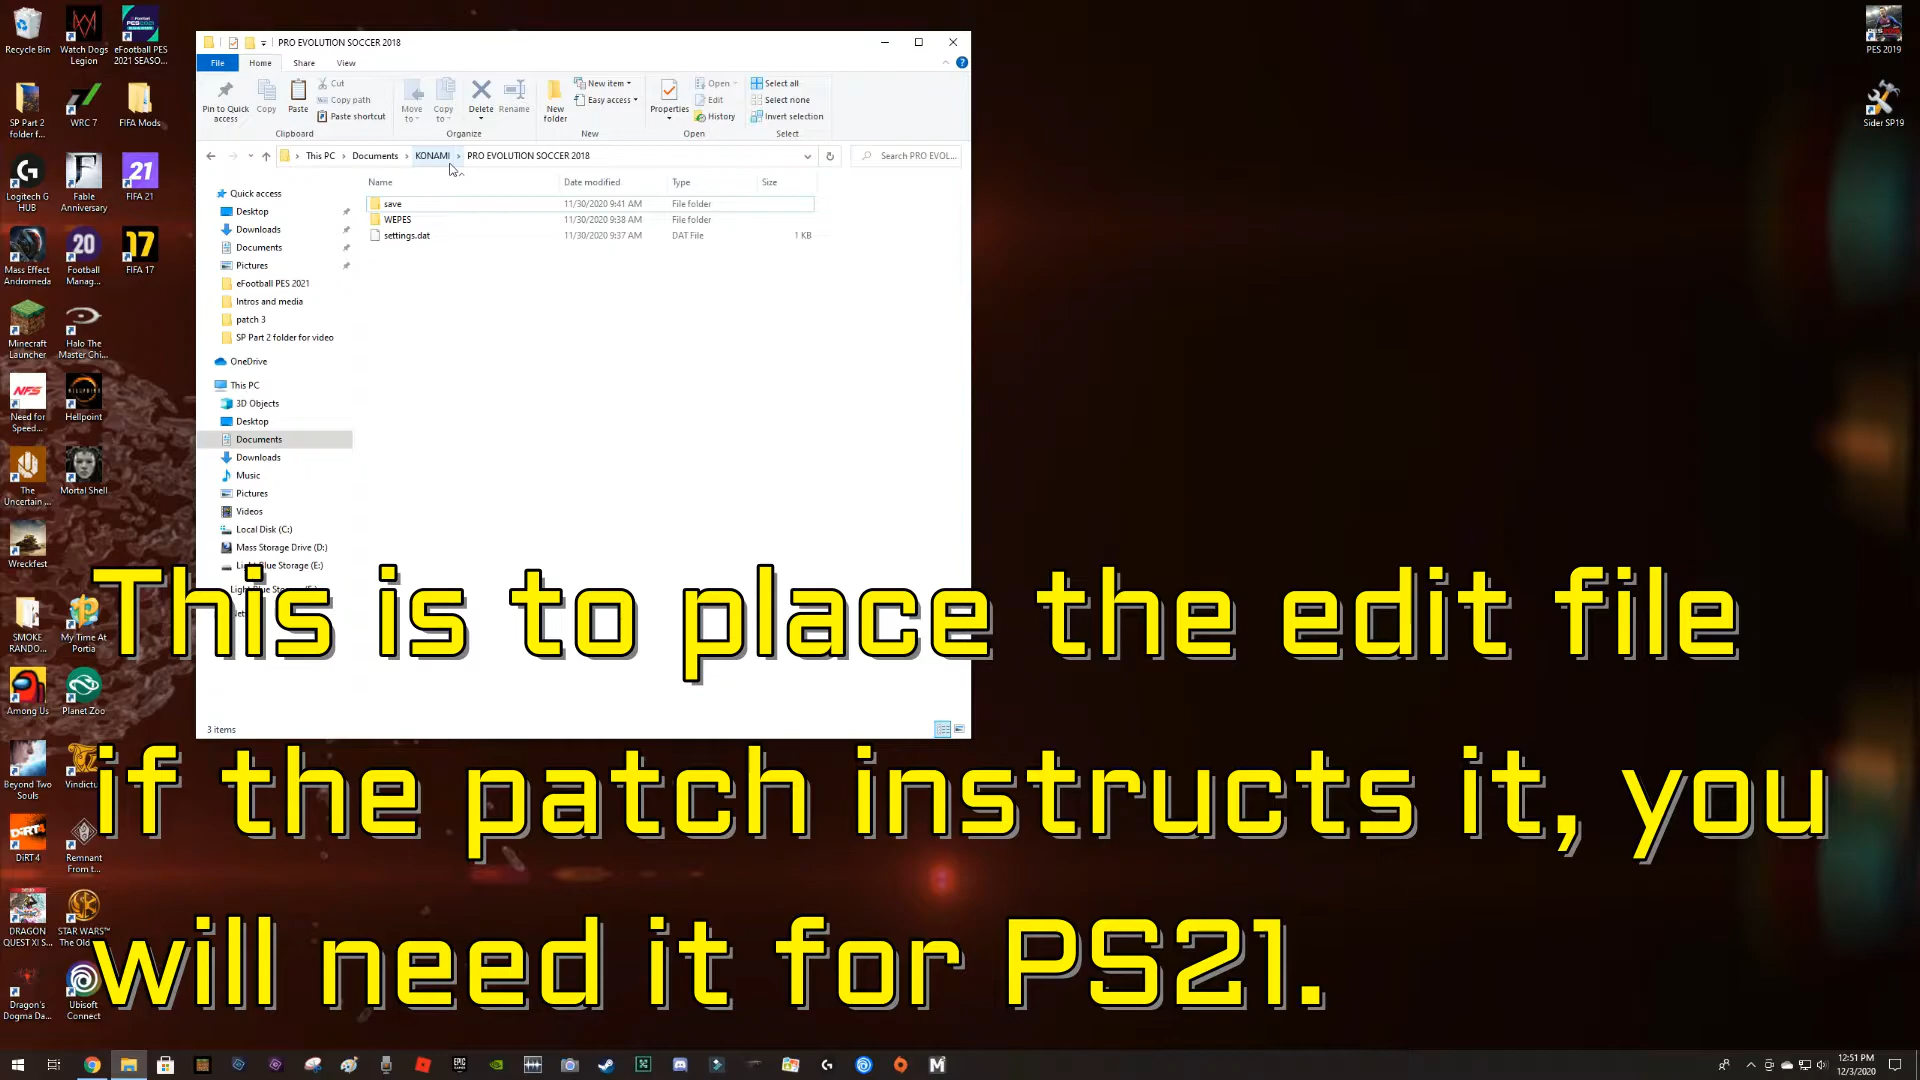 Recycle Bin
Watch Dogs Legion
eFootball PES 2021 SEASO...
SP Part 2 folder f...
WRC 7
FIFA Mods
Logitech G HUB
Fable Anniversary
FIFA 21
Mass Effect Andromeda
Football Manag...
FIFA 17
Minecraft Launcher
Halo The Master Chi...
Need for Speed...
Hellpoint
The Uncertain ...
Mortal Shell
Wreckfest
SMOKE RANDO...
My Time At Portia
Among Us
Planet Zoo
Beyond Two Souls
Vindictu
DiRT 4
Remnant From t...
DRAGON QUEST XI S...
STAR WARS™ The Old
Dragon's Dogma Da...
Ubisoft Connect
PES 2019
Sider SP19
PRO EVOLUTION SOCCER 2018
File Home Share View
Pin to Quick access
Copy
Paste
Cut
Copy path
Paste shortcut
Clipboard
Move to
Copy to
Delete
Rename
Organize
New folder
New item
Easy access
New
Properties
Open
Edit
History
Open
Select all
Select none
Invert selection
Select
This PC › Documents › KONAMI › PRO EVOLUTION SOCCER 2018
Search PRO EVOL...
Name Date modified Type Size
save 11/30/2020 9:41 AM File folder
WEPES 11/30/2020 9:38 AM File folder
settings.dat 11/30/2020 9:37 AM DAT File 1 KB
Quick access
Desktop
Downloads
Documents
Pictures
eFootball PES 2021
Intros and media
patch 3
SP Part 2 folder for video
OneDrive
This PC
3D Objects
Desktop
Documents
Downloads
Music
Pictures
Videos
Local Disk (C:)
Mass Storage Drive (D:)
Light Blue Storage (E:)
3 items
This is to place the edit file
if the patch instructs it, you
will need it for PS21.
12:51 PM
12/3/2020